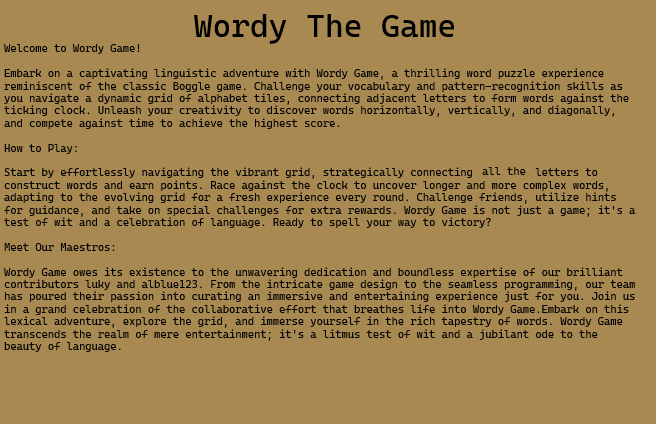 Wordy The Game
Welcome to Wordy Game!
Embark on a captivating linguistic adventure with Wordy Game, a thrilling word puzzle experience
reminiscent of the classic Boggle game. Challenge your vocabulary and pattern-recognition skills as
you navigate a dynamic grid of alphabet tiles, connecting adjacent letters to form words against the
ticking clock. Unleash your creativity to discover words horizontally, vertically, and diagonally,
and compete against time to achieve the highest score.
How to Play:
Start by effortlessly navigating the vibrant grid, strategically connecting all the letters to
construct words and earn points. Race against the clock to uncover longer and more complex words,
adapting to the evolving grid for a fresh experience every round. Challenge friends, utilize hints
for guidance, and take on special challenges for extra rewards. Wordy Game is not just a game; it's a
test of wit and a celebration of language. Ready to spell your way to victory?
Meet Our Maestros:
Wordy Game owes its existence to the unwavering dedication and boundless expertise of our brilliant
contributors luky and alblue123. From the intricate game design to the seamless programming, our team
has poured their passion into curating an immersive and entertaining experience just for you. Join us
in a grand celebration of the collaborative effort that breathes life into Wordy Game.Embark on this
lexical adventure, explore the grid, and immerse yourself in the rich tapestry of words. Wordy Game
transcends the realm of mere entertainment; it's a litmus test of wit and a jubilant ode to the
beauty of language.